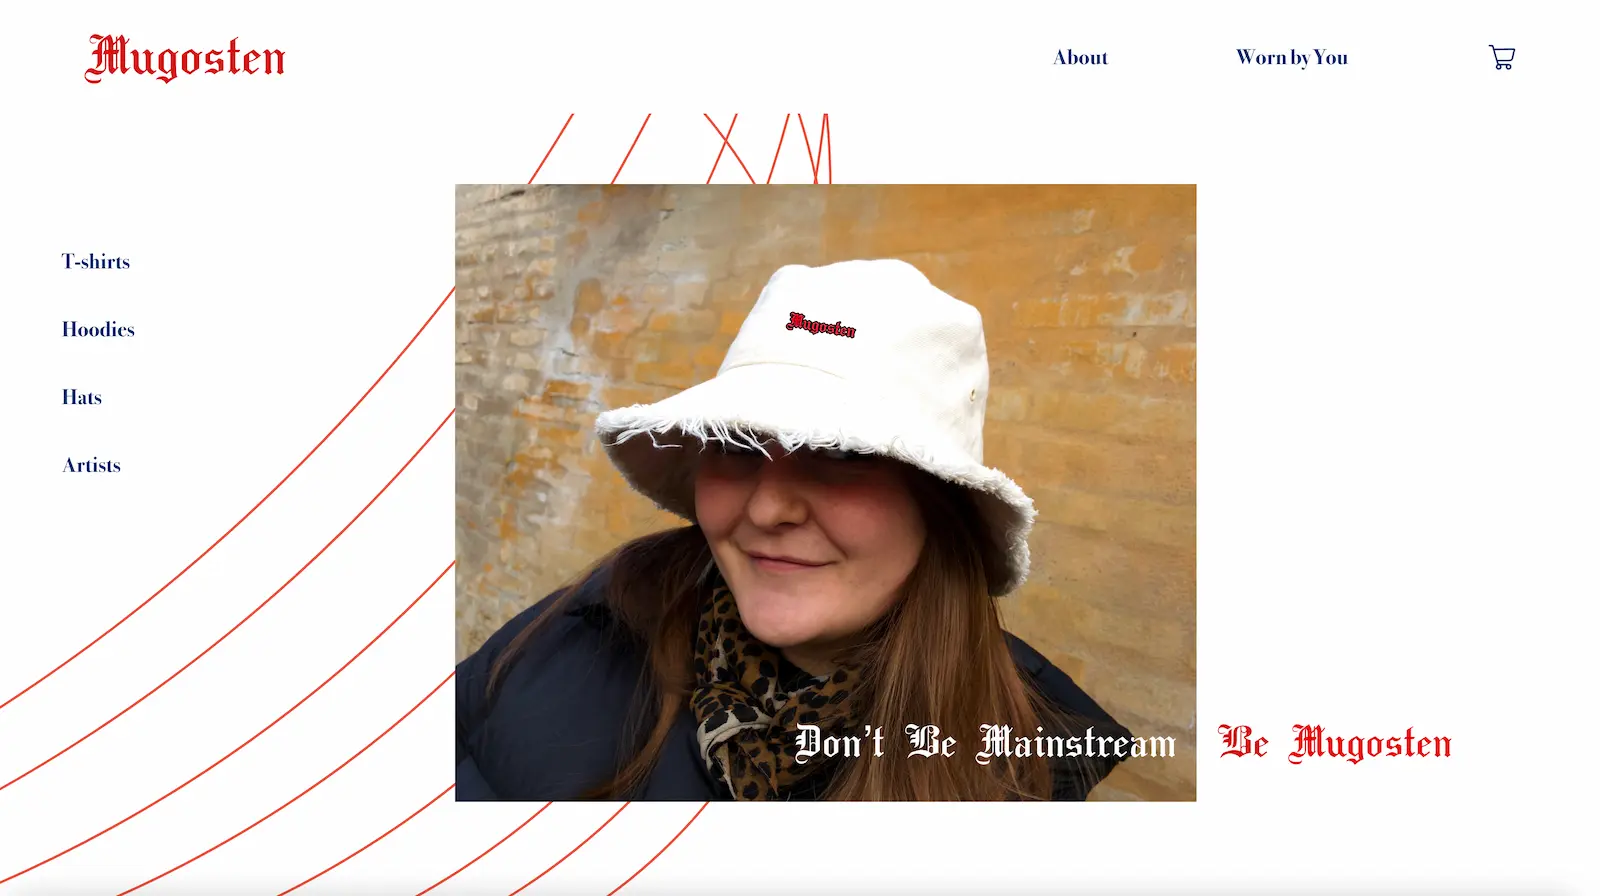 Mugosten
About
Worn by You
T-shirts
Hoodies
Hats
Artists
Mugosten
Don't Be Mainstream Be Mugosten